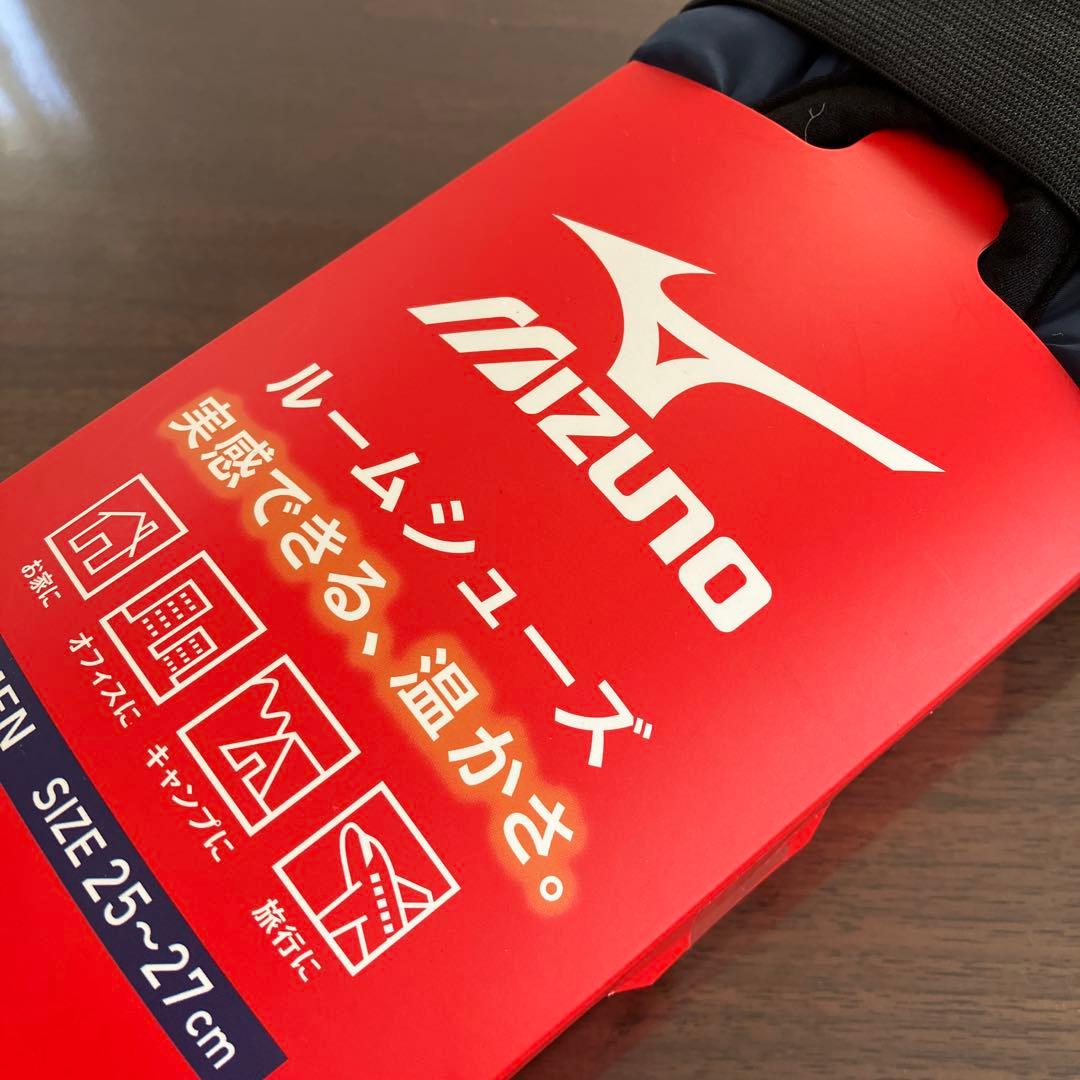 MIZUNO
ルームシューズ
実感できる、温かさ。
お家に
オフィスに
キャンプに
旅行に
SIZE 25～27cm